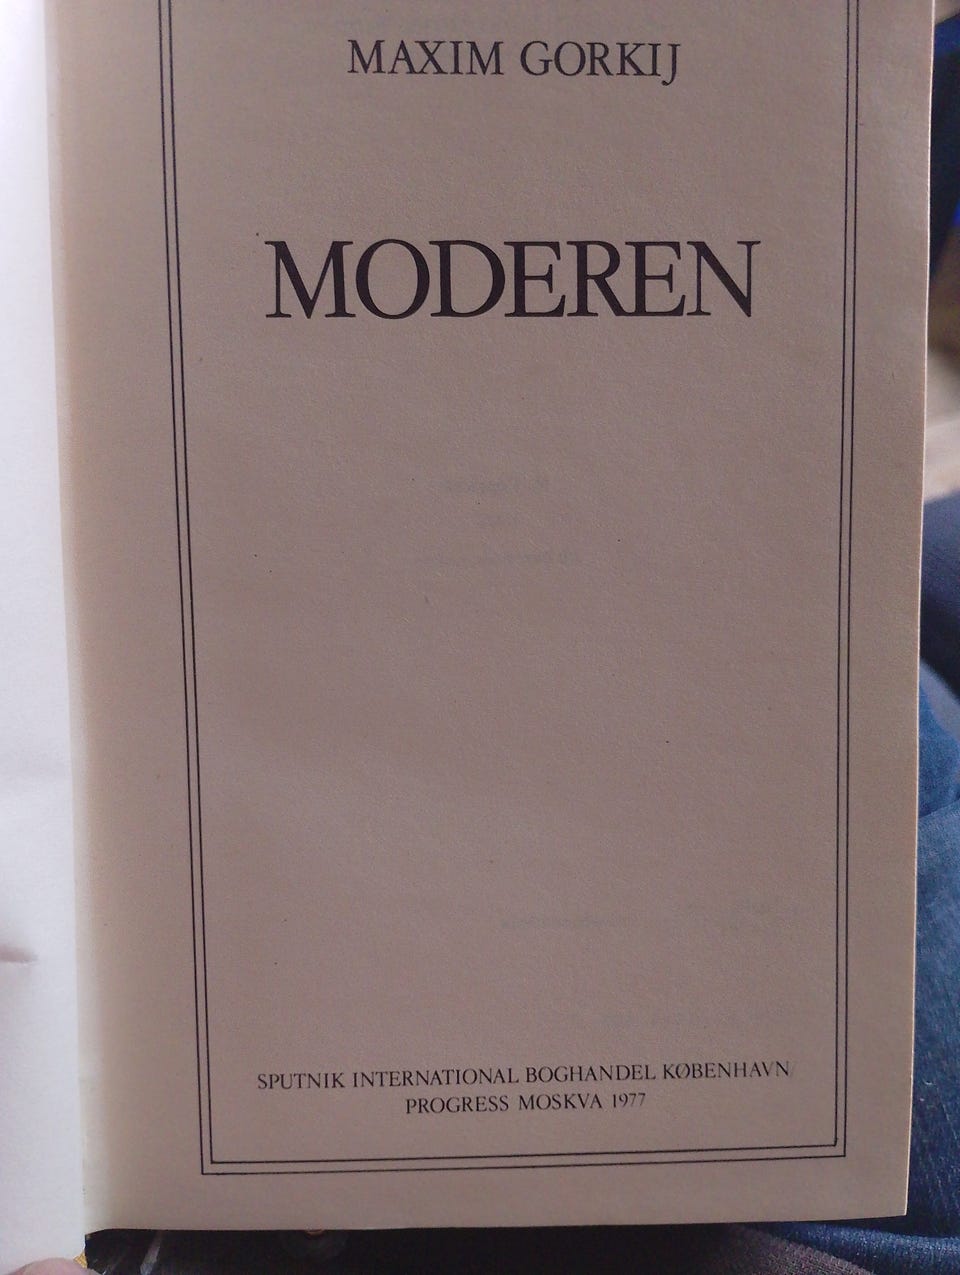 MAXIM GORKIJ
MODEREN
SPUTNIK INTERNATIONAL BOGHANDEL KØBENHAVN
PROGRESS MOSKVA 1977